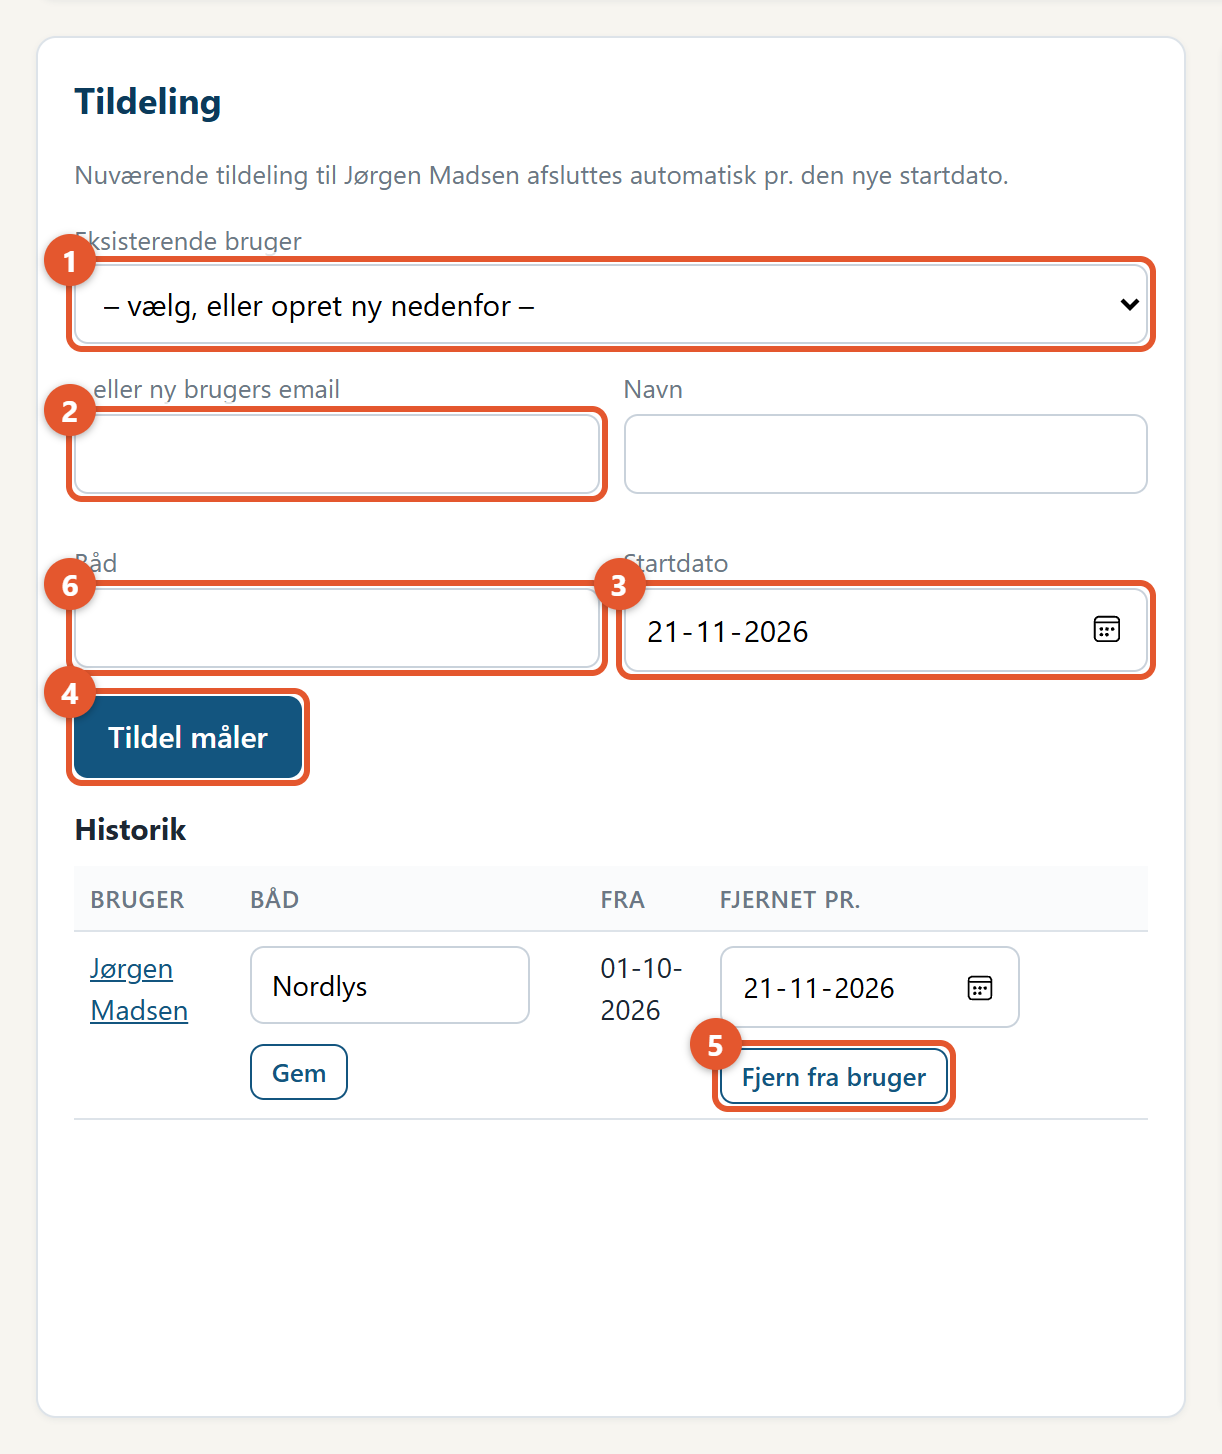 Tildeling
Nuværende tildeling til Jørgen Madsen afsluttes automatisk pr. den nye startdato.
Eksisterende bruger
1
– vælg, eller opret ny nedenfor –
eller ny brugers email
Navn
2
Båd
Startdato
6
3
21-11-2026
4
Tildel måler
Historik
BRUGER BÅD FRA FJERNET PR.
Jørgen Madsen
Nordlys
01-10-2026
21-11-2026
Gem
5
Fjern fra bruger